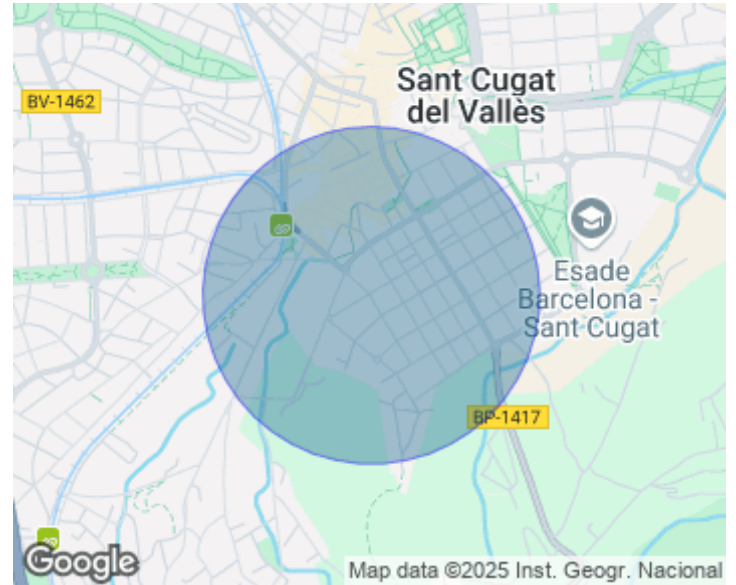 Sant Cugat
del Vallès
BV-1462
Esade
Barcelona -
Sant Cugat
BP-1417
Google
Map data ©2025 Inst. Geogr. Nacional